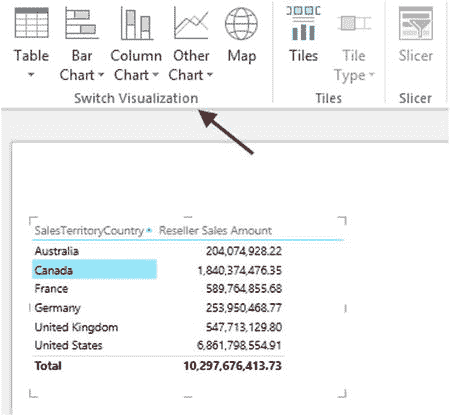 Table Bar Column Other Map Tiles Tile Slicer
Chart Chart Chart Type
Switch Visualization Tiles Slicer
SalesTerritoryCountry Reseller Sales Amount
Australia 204,074,928.22
Canada 1,840,374,476.35
France 589,764,855.68
Germany 253,950,468.77
United Kingdom 547,713,129.80
United States 6,861,798,554.91
Total 10,297,676,413.73